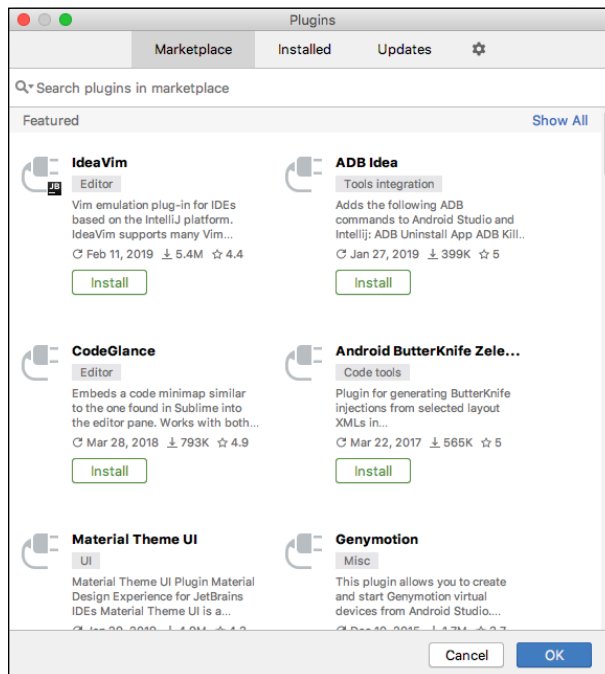 Plugins
Marketplace Installed Updates
Search plugins in marketplace
Featured Show All
IdeaVim
JB
Editor
Vim emulation plug-in for IDEs
based on the IntelliJ platform.
IdeaVim supports many Vim...
Feb 11, 2019 5.4M 4.4
Install
ADB Idea
Tools integration
Adds the following ADB
commands to Android Studio and
Intellij: ADB Uninstall App ADB Kill..
Jan 27, 2019 399K 5
Install
CodeGlance
Editor
Embeds a code minimap similar
to the one found in Sublime into
the editor pane. Works with both...
Mar 28, 2018 793K 4.9
Install
Android ButterKnife Zele...
Code tools
Plugin for generating ButterKnife
injections from selected layout
XMLs in...
Mar 22, 2017 565K 5
Install
Material Theme UI
UI
Material Theme UI Plugin Material
Design Experience for JetBrains
IDEs Material Theme UI is a...
Genymotion
Misc
This plugin allows you to create
and start Genymotion virtual
devices from Android Studio....
Cancel OK